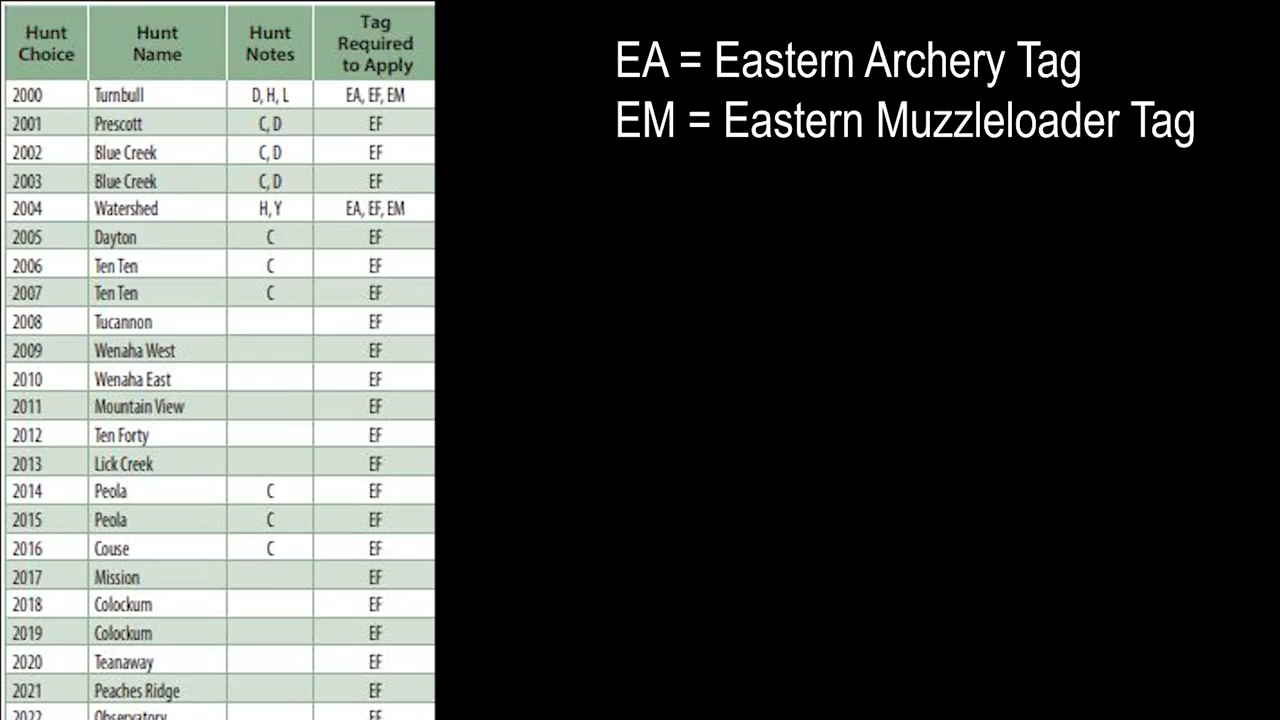 Hunt Choice Hunt Name Hunt Notes Tag Required to Apply
2000 Turnbull D, H, L EA, EF, EM
2001 Prescott C, D EF
2002 Blue Creek C, D EF
2003 Blue Creek C, D EF
2004 Watershed H, Y EA, EF, EM
2005 Dayton C EF
2006 Ten Ten C EF
2007 Ten Ten C EF
2008 Tucannon EF
2009 Wenaha West EF
2010 Wenaha East EF
2011 Mountain View EF
2012 Ten Forty EF
2013 Lick Creek EF
2014 Peola C EF
2015 Peola C EF
2016 Couse C EF
2017 Mission EF
2018 Colockum EF
2019 Colockum EF
2020 Teanaway EF
2021 Peaches Ridge EF
2022 Observatory EF
EA = Eastern Archery Tag
EM = Eastern Muzzleloader Tag